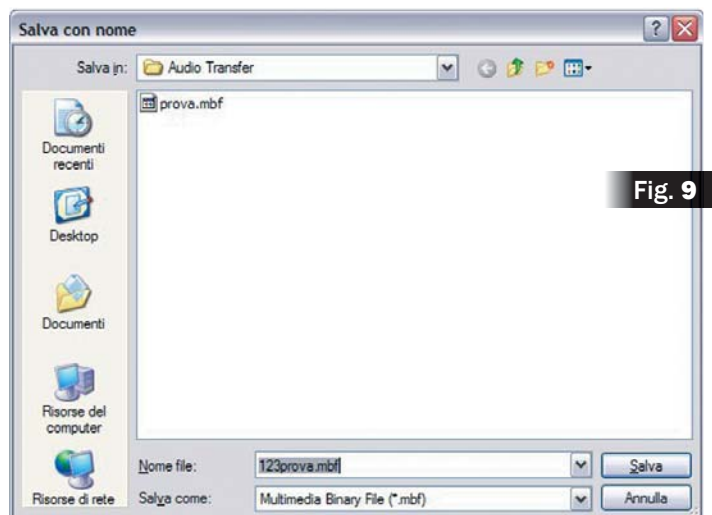 Salva con nome
Salva in: Audio Transfer
prova.mbf
Documenti recenti
Desktop
Documenti
Risorse del computer
Risorse di rete
Fig. 9
Nome file: 123prova.mbf Salva
Salva come: Multimedia Binary File (*.mbf) Annulla